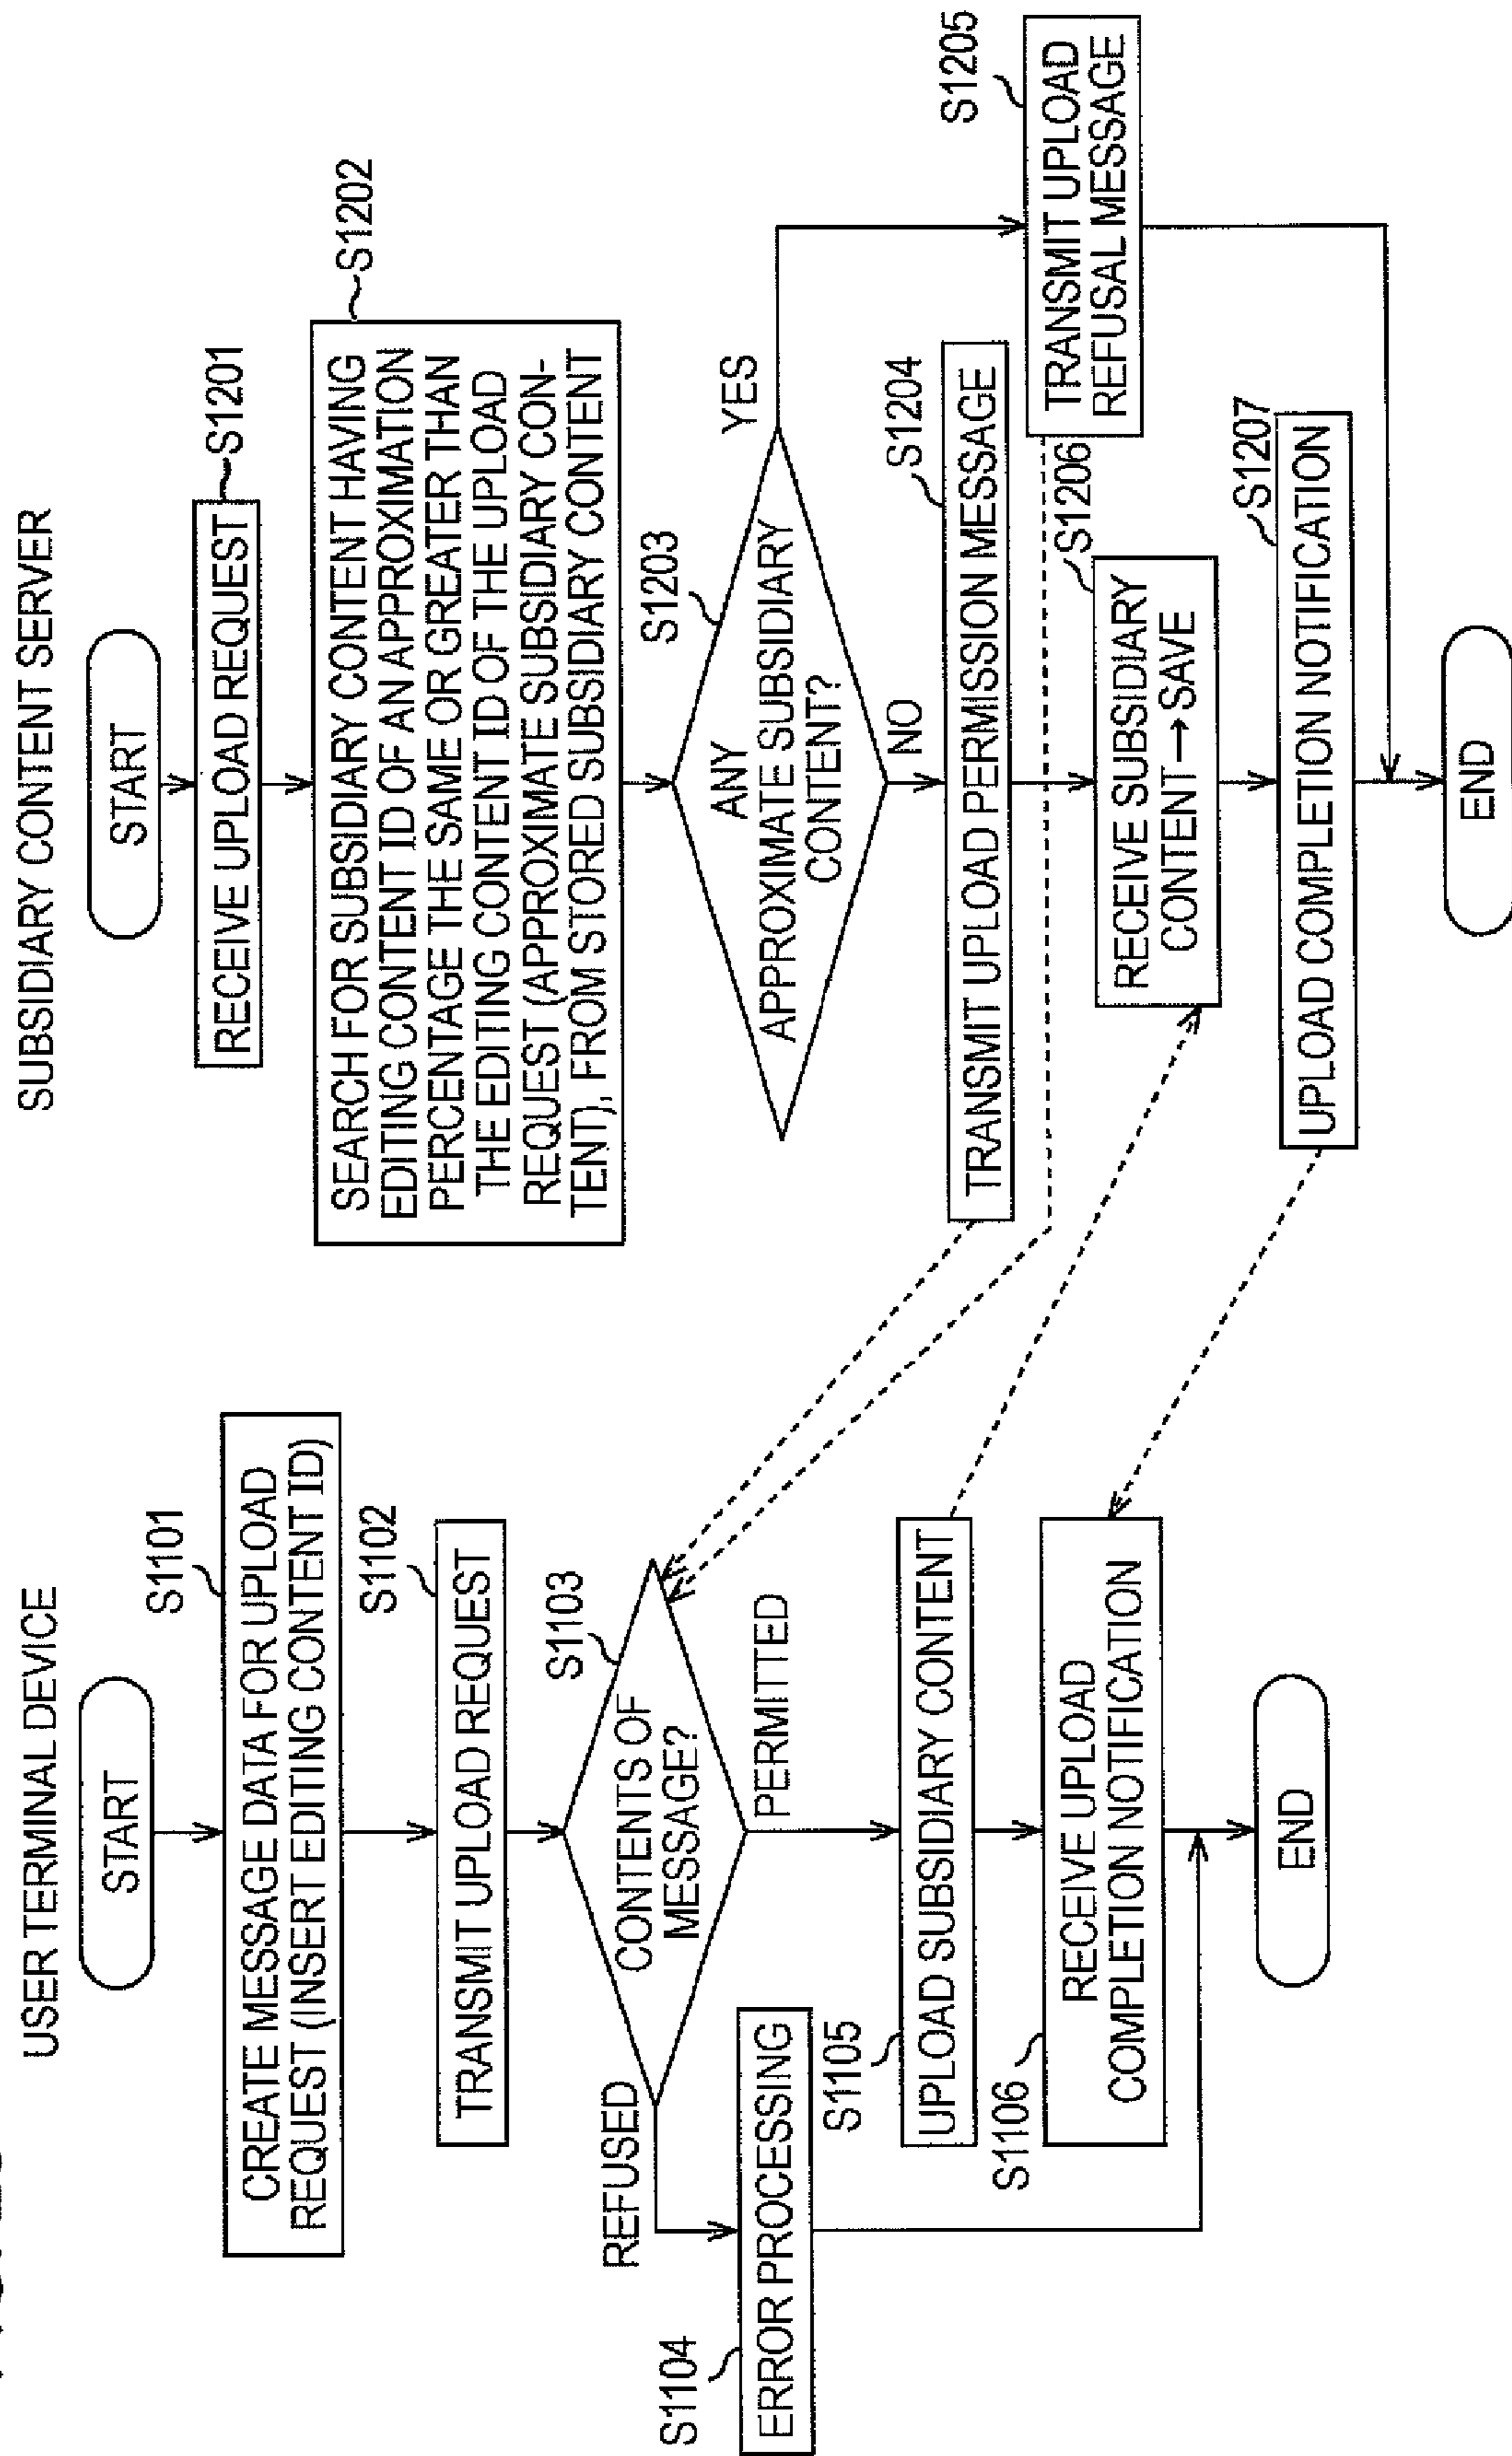 USER TERMINAL DEVICE
START
S1101
CREATE MESSAGE DATA FOR UPLOAD
REQUEST (INSERT EDITING CONTENT ID)
S1102
TRANSMIT UPLOAD REQUEST
S1103
CONTENTS OF
MESSAGE?
REFUSED
PERMITTED
S1104
ERROR PROCESSING
S1105
UPLOAD SUBSIDIARY CONTENT
S1106
RECEIVE UPLOAD
COMPLETION NOTIFICATION
END
SUBSIDIARY CONTENT SERVER
START
S1201
RECEIVE UPLOAD REQUEST
S1202
SEARCH FOR SUBSIDIARY CONTENT HAVING
EDITING CONTENT ID OF AN APPROXIMATION
PERCENTAGE THE SAME OR GREATER THAN
THE EDITING CONTENT ID OF THE UPLOAD
REQUEST (APPROXIMATE SUBSIDIARY CON-
TENT), FROM STORED SUBSIDIARY CONTENT
S1203
ANY
APPROXIMATE SUBSIDIARY
CONTENT?
YES
NO
S1204
TRANSMIT UPLOAD PERMISSION MESSAGE
S1205
TRANSMIT UPLOAD
REFUSAL MESSAGE
S1206
RECEIVE SUBSIDIARY
CONTENT→SAVE
S1207
UPLOAD COMPLETION NOTIFICATION
END